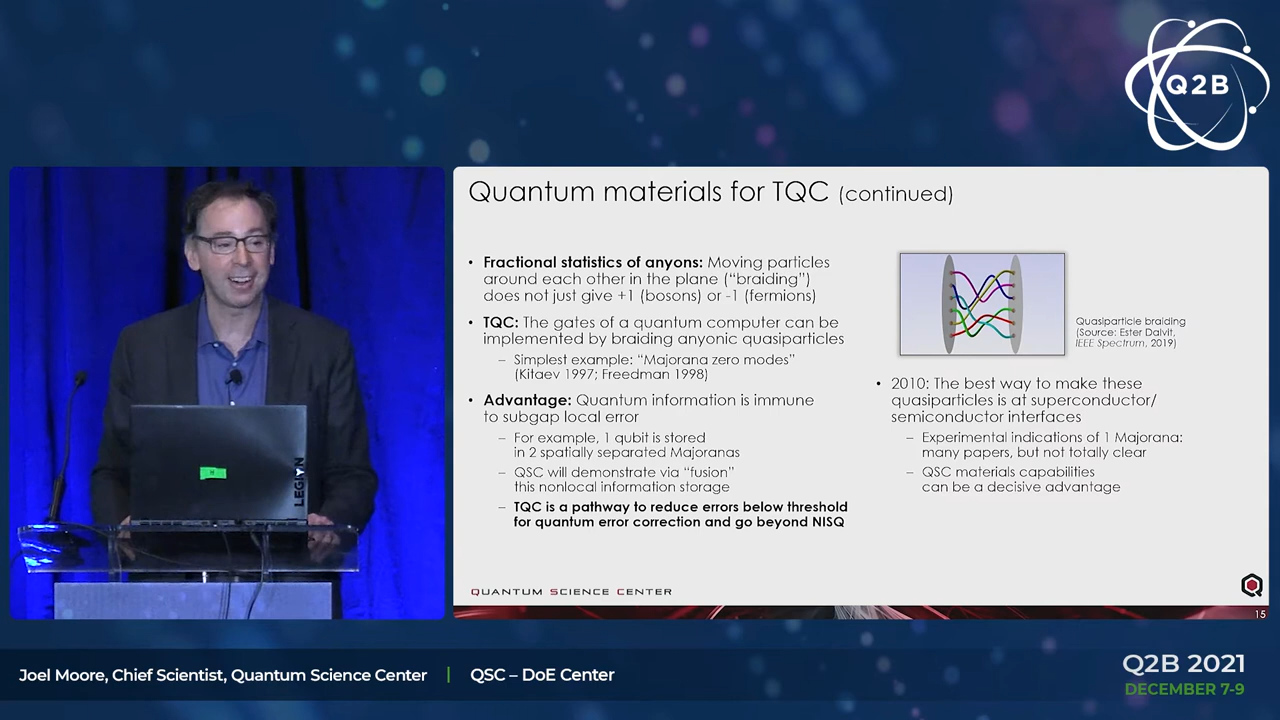 Q2B
Quantum materials for TQC (continued)
• Fractional statistics of anyons: Moving particles
around each other in the plane (“braiding”)
does not just give +1 (bosons) or -1 (fermions)
• TQC: The gates of a quantum computer can be
implemented by braiding anyonic quasiparticles
– Simplest example: “Majorana zero modes”
(Kitaev 1997; Freedman 1998)
• Advantage: Quantum information is immune
to subgap local error
– For example, 1 qubit is stored
in 2 spatially separated Majoranas
– QSC will demonstrate via “fusion”
this nonlocal information storage
– TQC is a pathway to reduce errors below threshold
for quantum error correction and go beyond NISQ
Quasiparticle braiding
(Source: Ester Dalvit,
IEEE Spectrum, 2019)
• 2010: The best way to make these
quasiparticles is at superconductor/
semiconductor interfaces
– Experimental indications of 1 Majorana:
many papers, but not totally clear
– QSC materials capabilities
can be a decisive advantage
QUANTUM SCIENCE CENTER
15
LEGION
Joel Moore, Chief Scientist, Quantum Science Center | QSC – DoE Center
Q2B 2021
DECEMBER 7-9